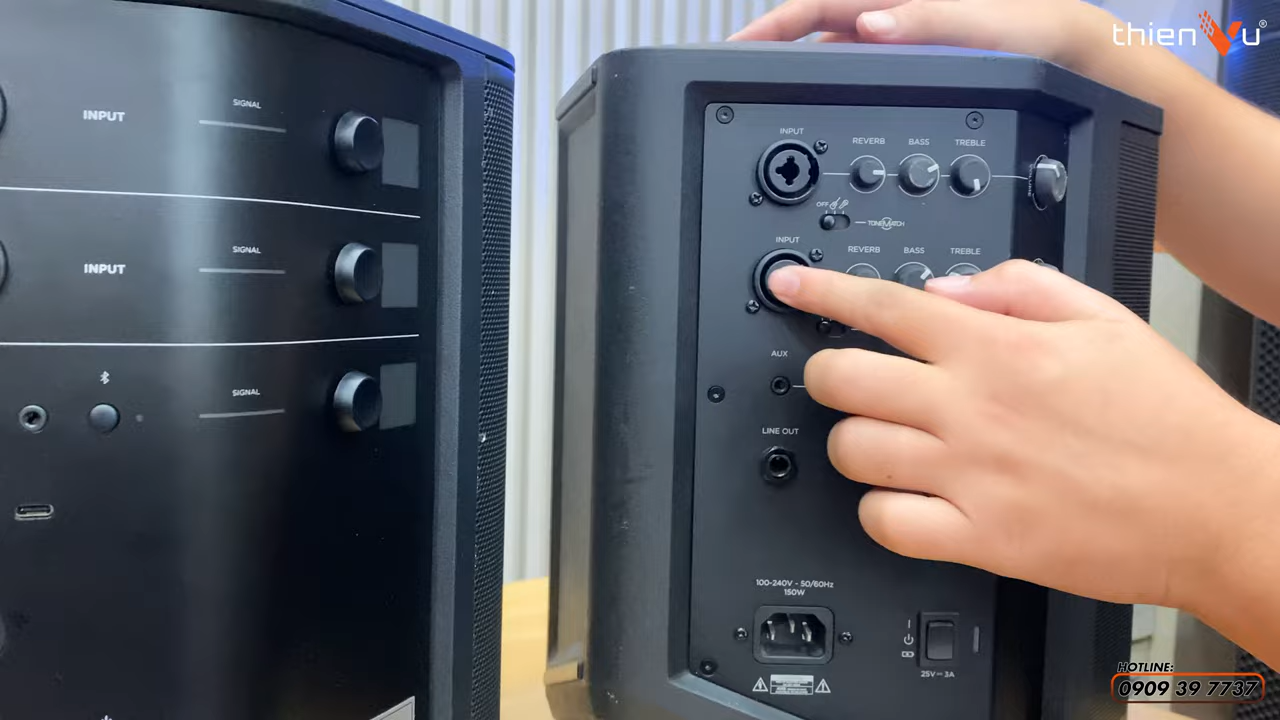 thienVu®
INPUT
SIGNAL
INPUT
SIGNAL
SIGNAL
INPUT
REVERB
BASS
TREBLE
OFF
TONEMATCH
INPUT
REVERB
BASS
TREBLE
AUX
LINE OUT
100-240V - 50/60Hz
150W
25V 3A
HOTLINE:
0909 39 7737